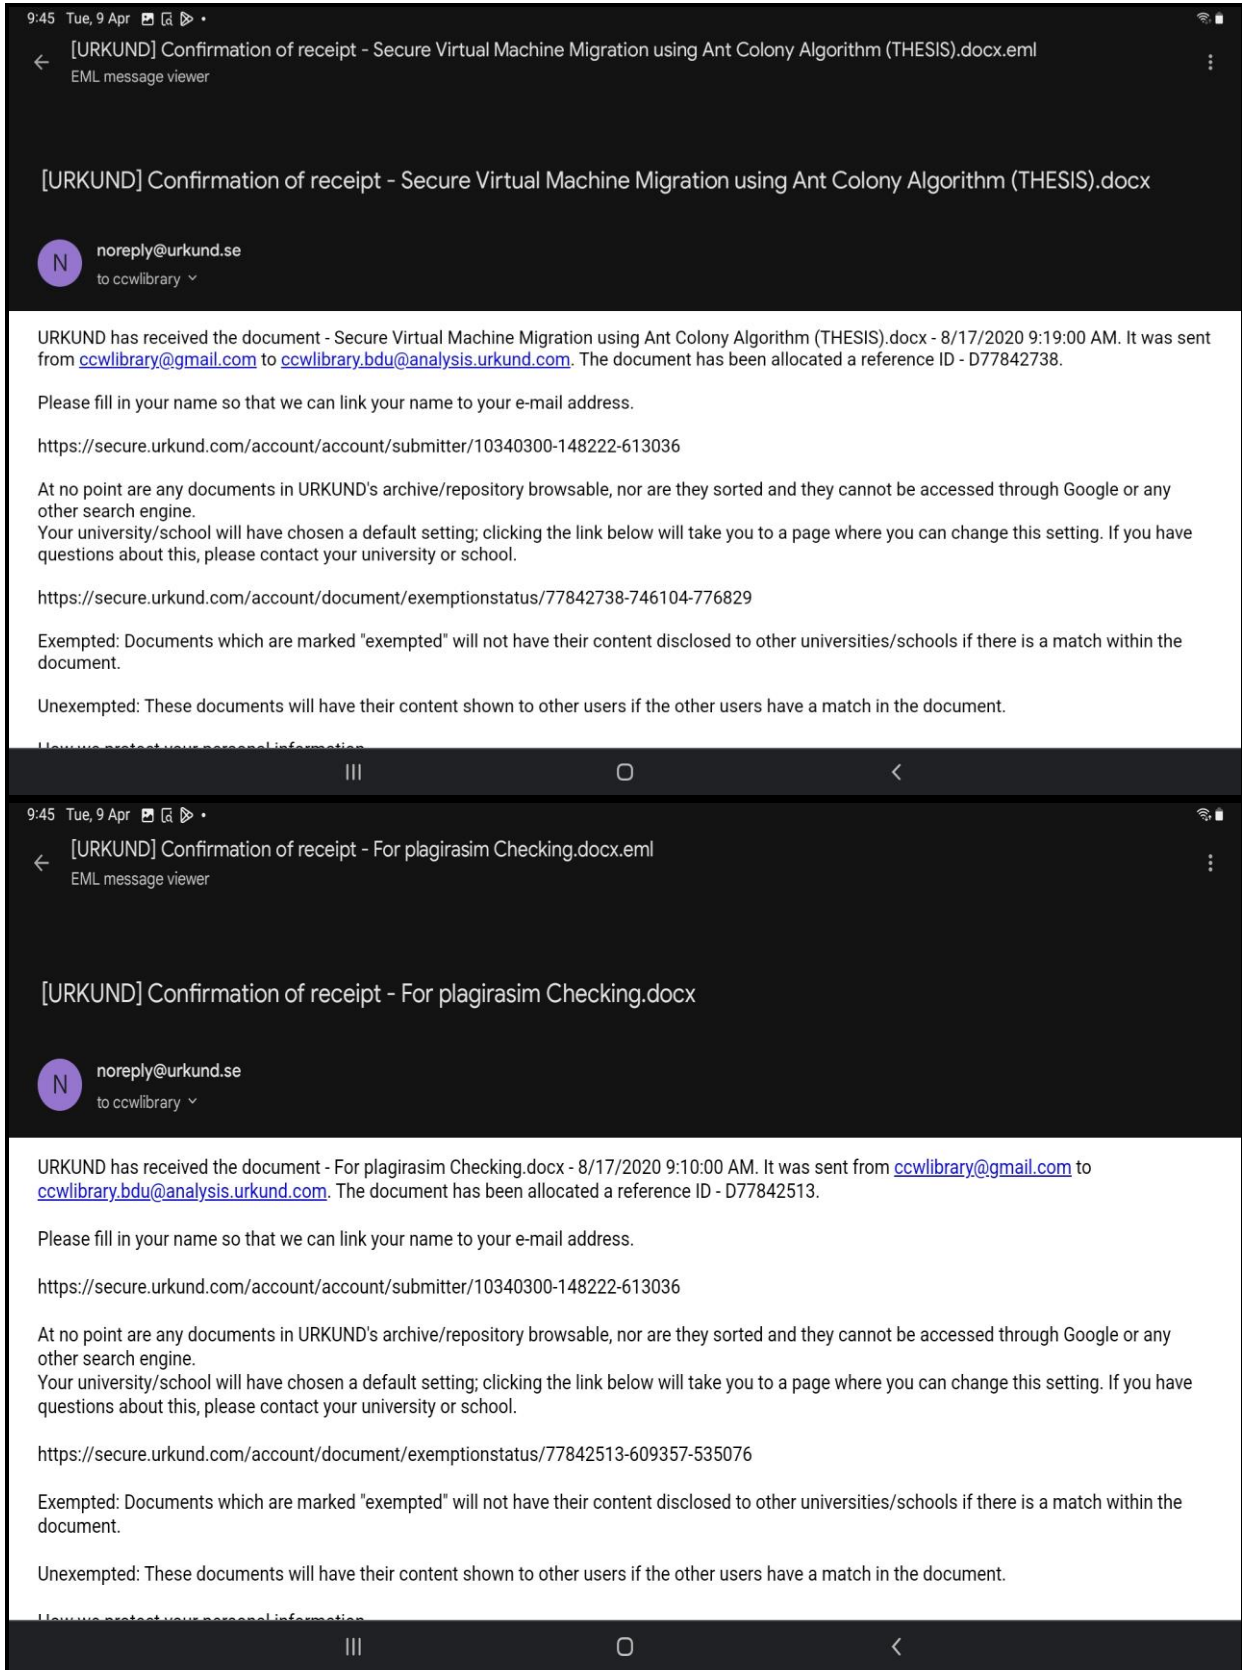 9:45 Tue, 9 Apr
[URKUND] Confirmation of receipt - Secure Virtual Machine Migration using Ant Colony Algorithm (THESIS).docx.eml
EML message viewer
[URKUND] Confirmation of receipt - Secure Virtual Machine Migration using Ant Colony Algorithm (THESIS).docx
N
noreply@urkund.se
to ccwlibrary
URKUND has received the document - Secure Virtual Machine Migration using Ant Colony Algorithm (THESIS).docx - 8/17/2020 9:19:00 AM. It was sent
from ccwlibrary@gmail.com to ccwlibrary.bdu@analysis.urkund.com. The document has been allocated a reference ID - D77842738.
Please fill in your name so that we can link your name to your e-mail address.
https://secure.urkund.com/account/account/submitter/10340300-148222-613036
At no point are any documents in URKUND's archive/repository browsable, nor are they sorted and they cannot be accessed through Google or any
other search engine.
Your university/school will have chosen a default setting; clicking the link below will take you to a page where you can change this setting. If you have
questions about this, please contact your university or school.
https://secure.urkund.com/account/document/exemptionstatus/77842738-746104-776829
Exempted: Documents which are marked "exempted" will not have their content disclosed to other universities/schools if there is a match within the
document.
Unexempted: These documents will have their content shown to other users if the other users have a match in the document.
How we protect your personal information
9:45 Tue, 9 Apr
[URKUND] Confirmation of receipt - For plagirasim Checking.docx.eml
EML message viewer
[URKUND] Confirmation of receipt - For plagirasim Checking.docx
N
noreply@urkund.se
to ccwlibrary
URKUND has received the document - For plagirasim Checking.docx - 8/17/2020 9:10:00 AM. It was sent from ccwlibrary@gmail.com to
ccwlibrary.bdu@analysis.urkund.com. The document has been allocated a reference ID - D77842513.
Please fill in your name so that we can link your name to your e-mail address.
https://secure.urkund.com/account/account/submitter/10340300-148222-613036
At no point are any documents in URKUND's archive/repository browsable, nor are they sorted and they cannot be accessed through Google or any
other search engine.
Your university/school will have chosen a default setting; clicking the link below will take you to a page where you can change this setting. If you have
questions about this, please contact your university or school.
https://secure.urkund.com/account/document/exemptionstatus/77842513-609357-535076
Exempted: Documents which are marked "exempted" will not have their content disclosed to other universities/schools if there is a match within the
document.
Unexempted: These documents will have their content shown to other users if the other users have a match in the document.
How we protect your personal information